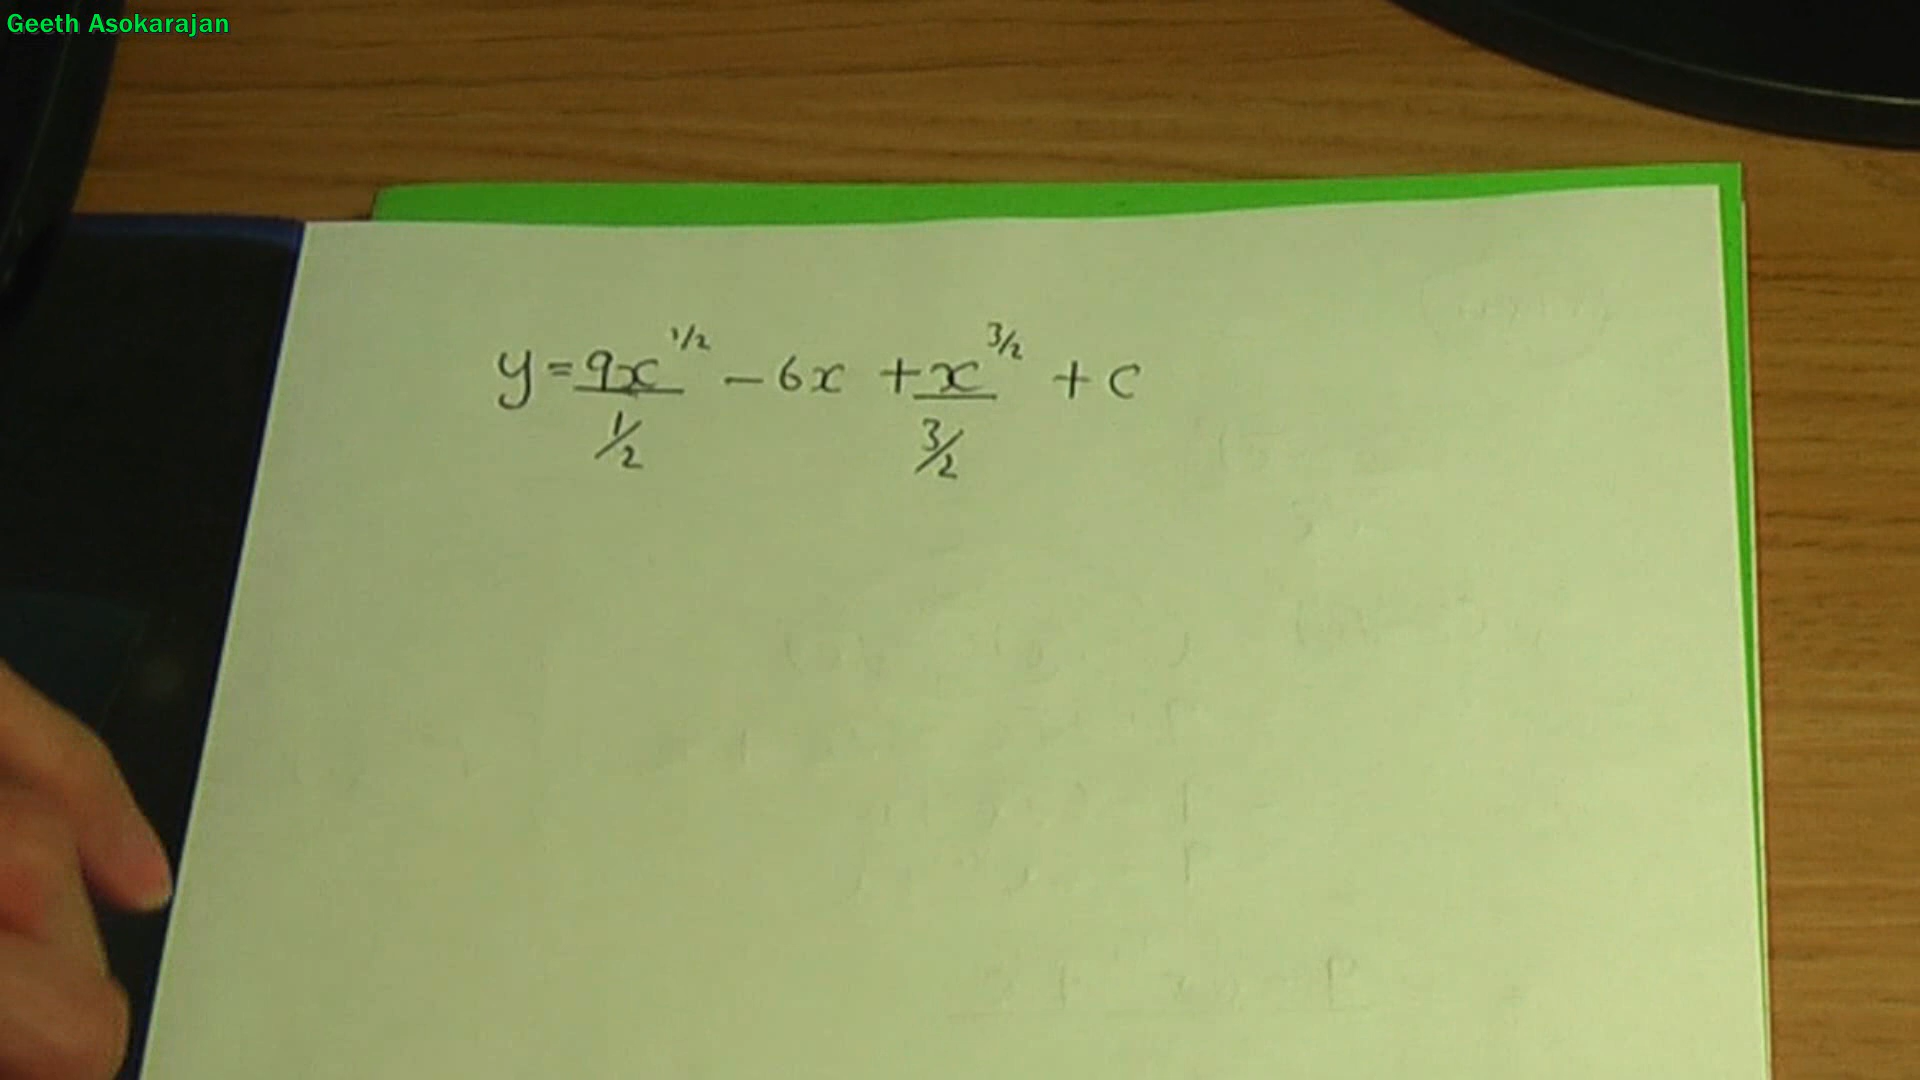 Geeth Asokarajan
y = 9x^{1/2}/(1/2) - 6x + x^{3/2}/(3/2) + c